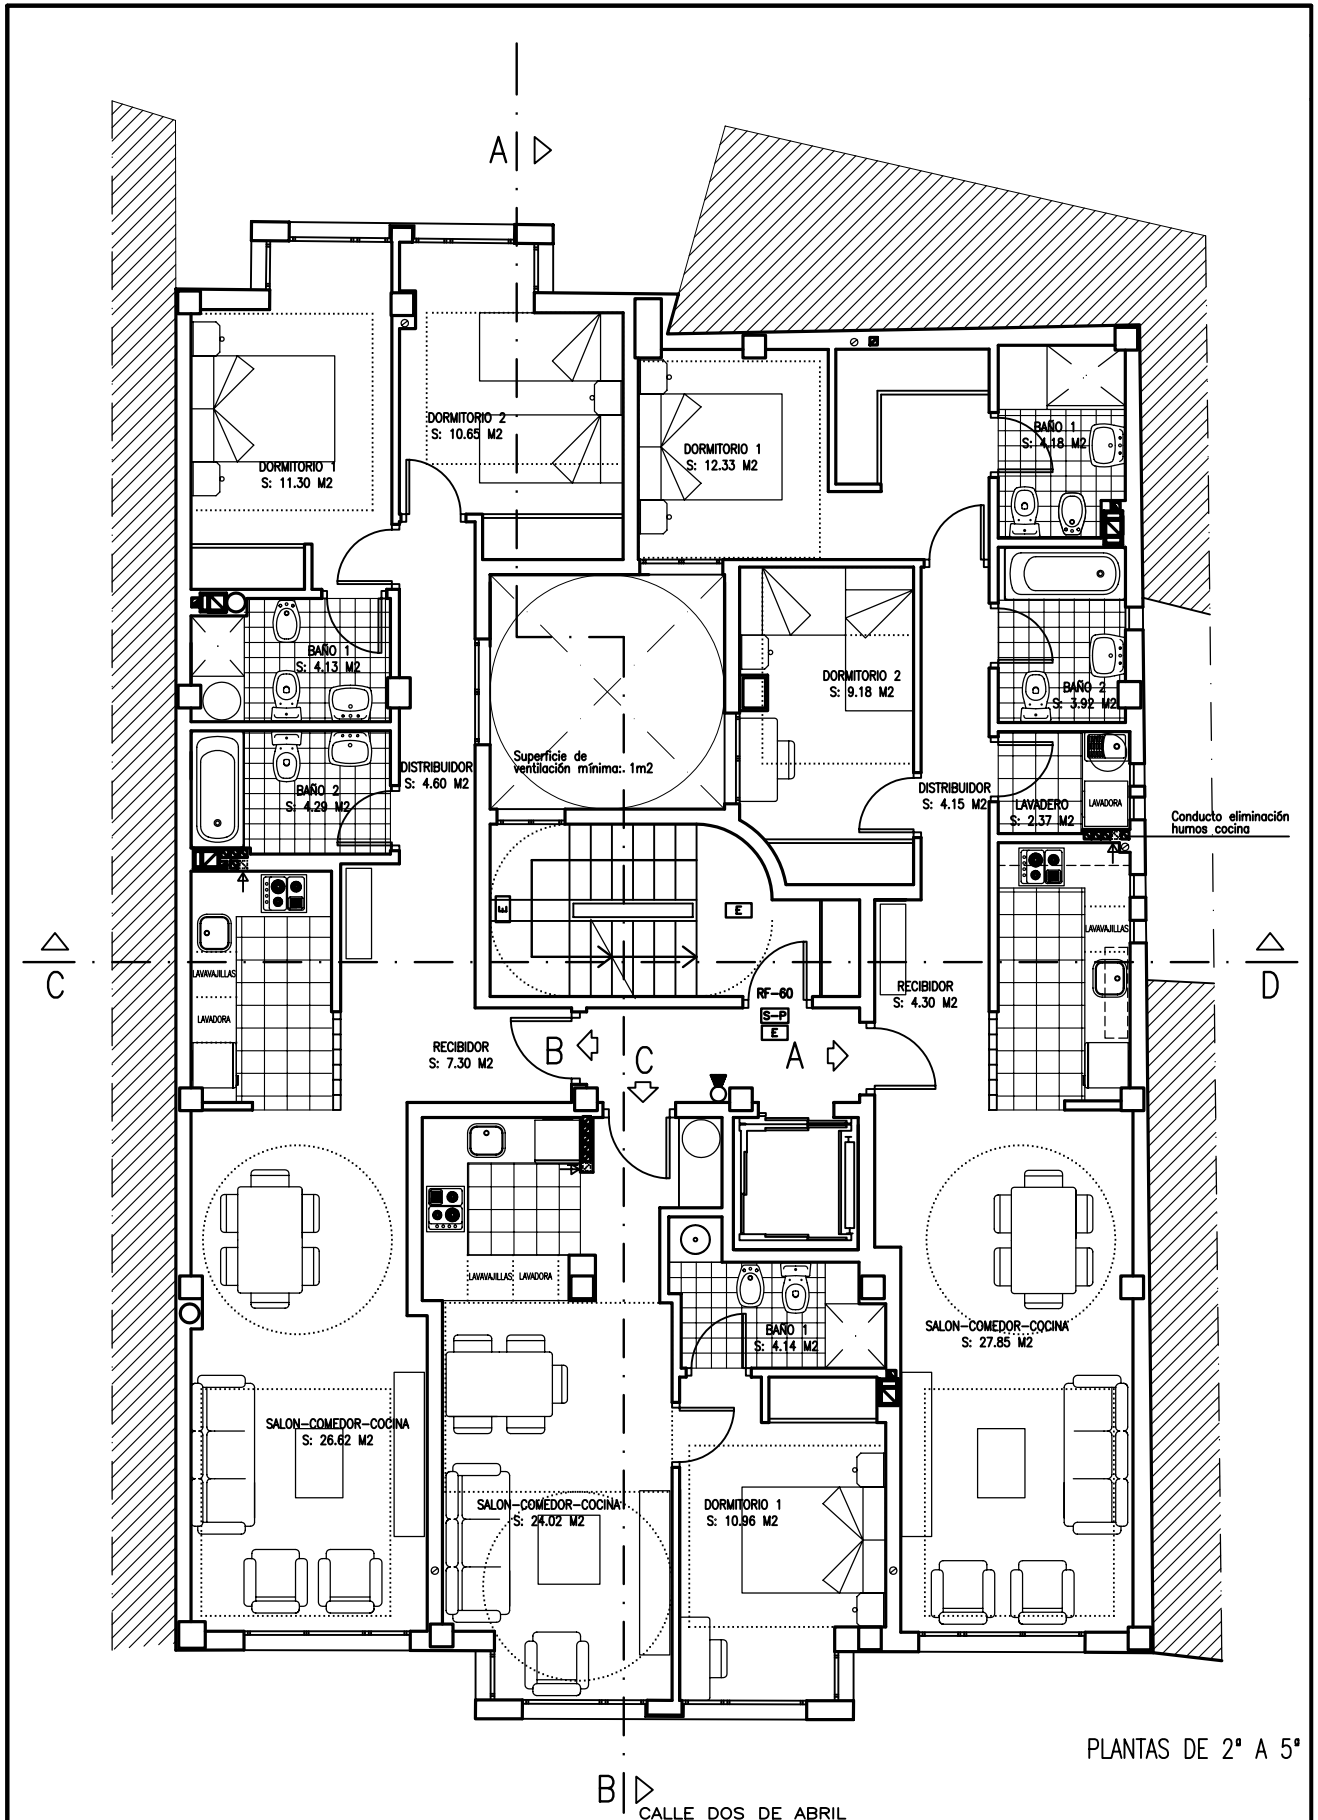 A
DORMITORIO 2
S: 10.65 M2
DORMITORIO 1
S: 11.30 M2
DORMITORIO 1
S: 12.33 M2
BAÑO 1
S: 4.18 M2
BAÑO 1
S: 4.13 M2
DORMITORIO 2
S: 9.18 M2
BAÑO 2
S: 3.92 M2
Superficie de
ventilación mínima: 1m2
DISTRIBUIDOR
S: 4.60 M2
BAÑO 2
S: 4.29 M2
DISTRIBUIDOR
S: 4.15 M2
LAVADERO
S: 2.37 M2
LAVADORA
Conducto eliminación
humos cocina
E
E
LAVAVAJILLAS
C
D
LAVAVAJILLAS
LAVADORA
RF-60
S-P
E
RECIBIDOR
S: 4.30 M2
RECIBIDOR
S: 7.30 M2
B
C
A
LAVAVAJILLAS
LAVADORA
BAÑO 1
S: 4.14 M2
SALON-COMEDOR-COCINA
S: 27.85 M2
SALON-COMEDOR-COCINA
S: 26.62 M2
SALON-COMEDOR-COCINA
S: 24.02 M2
DORMITORIO 1
S: 10.96 M2
PLANTAS DE 2ª A 5ª
B
CALLE DOS DE ABRIL